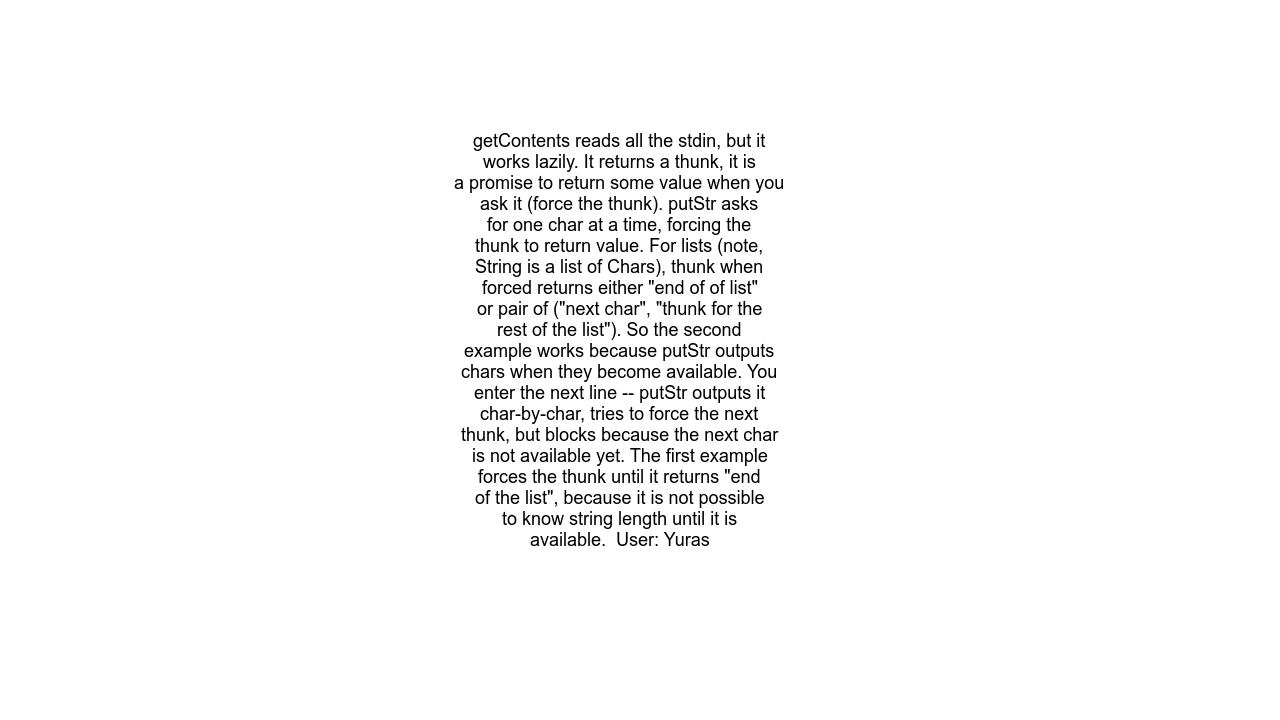 getContents reads all the stdin, but it
works lazily. It returns a thunk, it is
a promise to return some value when you
ask it (force the thunk). putStr asks
for one char at a time, forcing the
thunk to return value. For lists (note,
String is a list of Chars), thunk when
forced returns either "end of of list"
or pair of ("next char", "thunk for the
rest of the list"). So the second
example works because putStr outputs
chars when they become available. You
enter the next line -- putStr outputs it
char-by-char, tries to force the next
thunk, but blocks because the next char
is not available yet. The first example
forces the thunk until it returns "end
of the list", because it is not possible
to know string length until it is
available.  User: Yuras